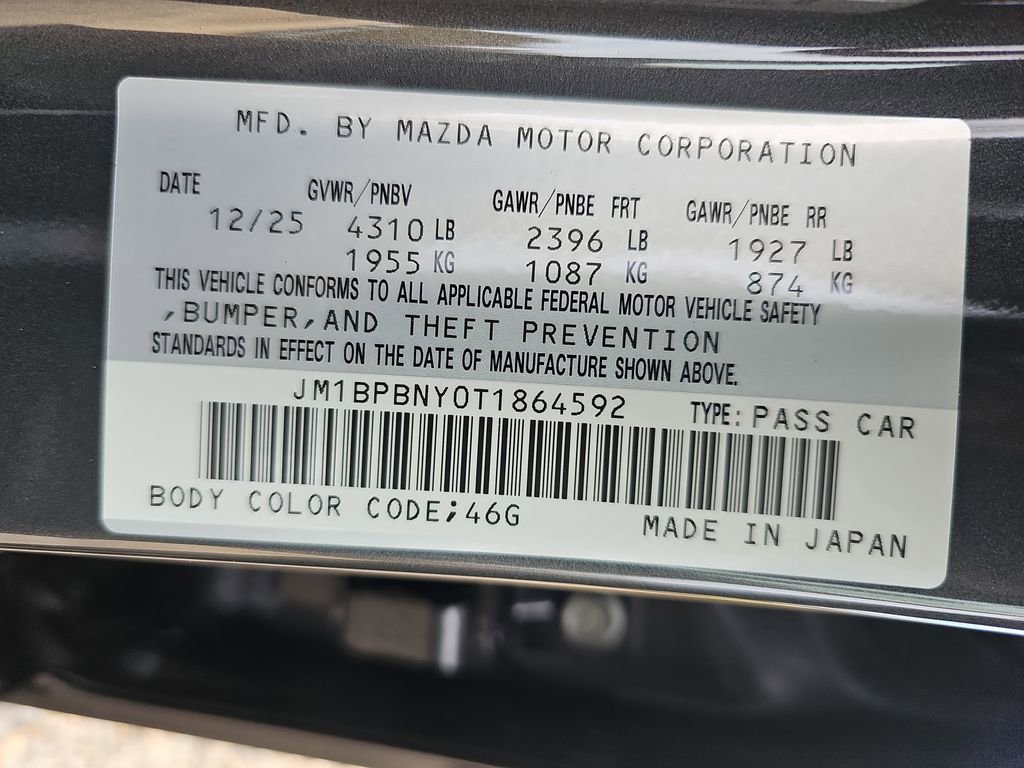 MFD. BY MAZDA MOTOR CORPORATION
DATE GVWR/PNBV GAWR/PNBE FRT GAWR/PNBE RR
12/25 4310 LB 2396 LB 1927 LB
1955 KG 1087 KG 874 KG
THIS VEHICLE CONFORMS TO ALL APPLICABLE FEDERAL MOTOR VEHICLE SAFETY
,BUMPER,AND THEFT PREVENTION
STANDARDS IN EFFECT ON THE DATE OF MANUFACTURE SHOWN ABOVE.
JM1BPBNY0T1864592 TYPE: PASS CAR
BODY COLOR CODE;46G MADE IN JAPAN